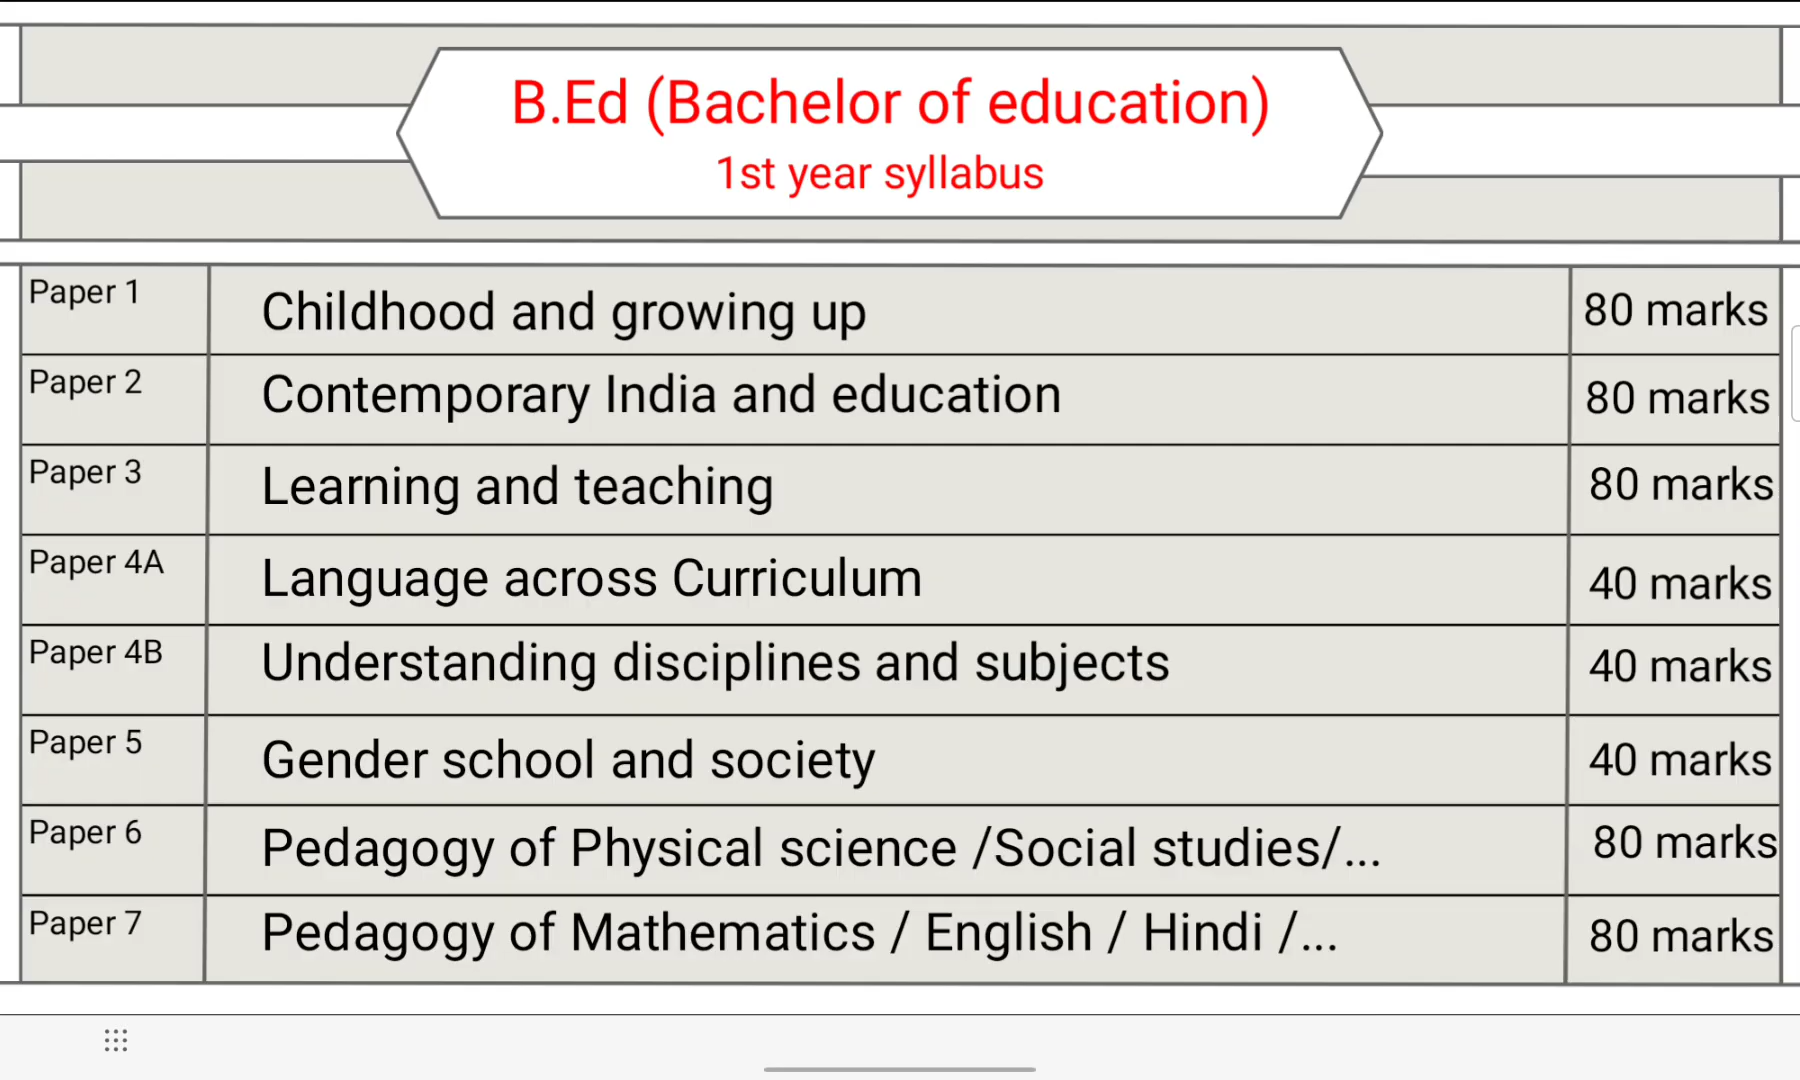 B.Ed (Bachelor of education)
1st year syllabus
Paper 1 Childhood and growing up 80 marks
Paper 2 Contemporary India and education 80 marks
Paper 3 Learning and teaching 80 marks
Paper 4A Language across Curriculum 40 marks
Paper 4B Understanding disciplines and subjects 40 marks
Paper 5 Gender school and society 40 marks
Paper 6 Pedagogy of Physical science /Social studies/... 80 marks
Paper 7 Pedagogy of Mathematics / English / Hindi /... 80 marks